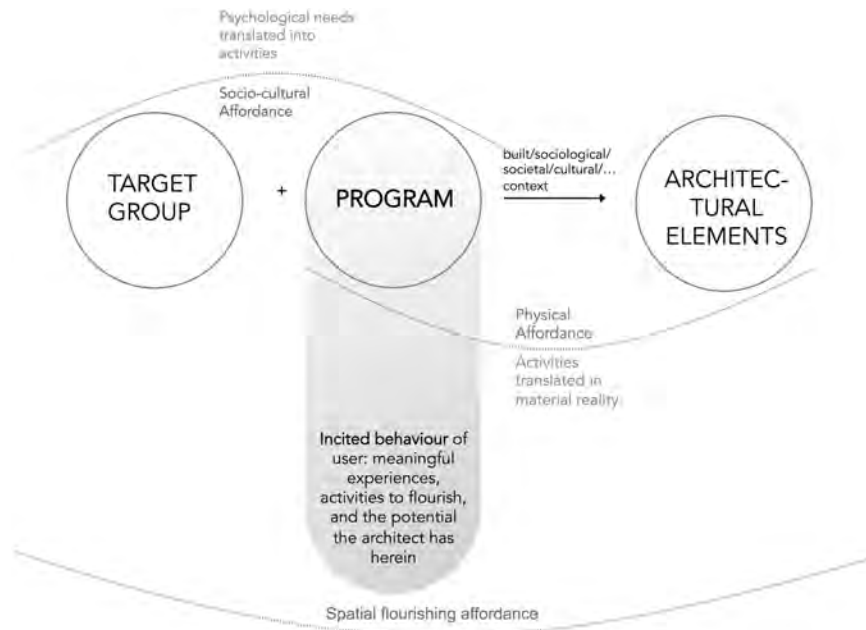 Psychological needs
translated into
activities
Socio-cultural
Affordance
TARGET
GROUP
+
PROGRAM
built/sociological/
societal/cultural/...
context
ARCHITEC-
TURAL
ELEMENTS
Physical
Affordance
Activities
translated in
material reality
Incited behaviour of
user: meaningful
experiences,
activities to flourish,
and the potential
the architect has
herein
Spatial flourishing affordance